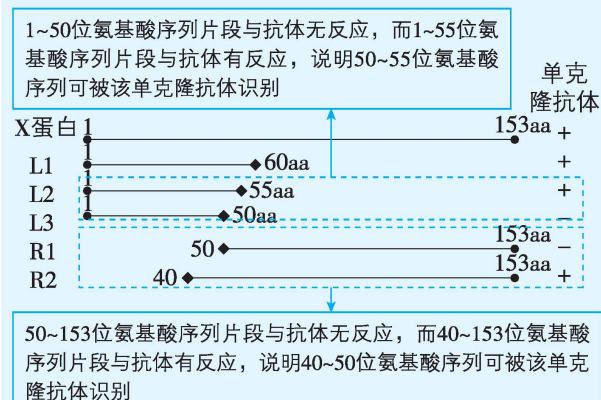 1~50位氨基酸序列片段与抗体无反应，而1~55位氨
基酸序列片段与抗体有反应，说明50~55位氨基酸
序列可被该单克隆抗体识别
单克
隆抗体
X蛋白 1 153aa +
L1 1 60aa +
L2 1 55aa +
L3 1 50aa −
R1 50 153aa −
R2 40 153aa +
50~153位氨基酸序列片段与抗体无反应，而40~153位氨基酸
序列片段与抗体有反应，说明40~50位氨基酸序列可被该单克
隆抗体识别